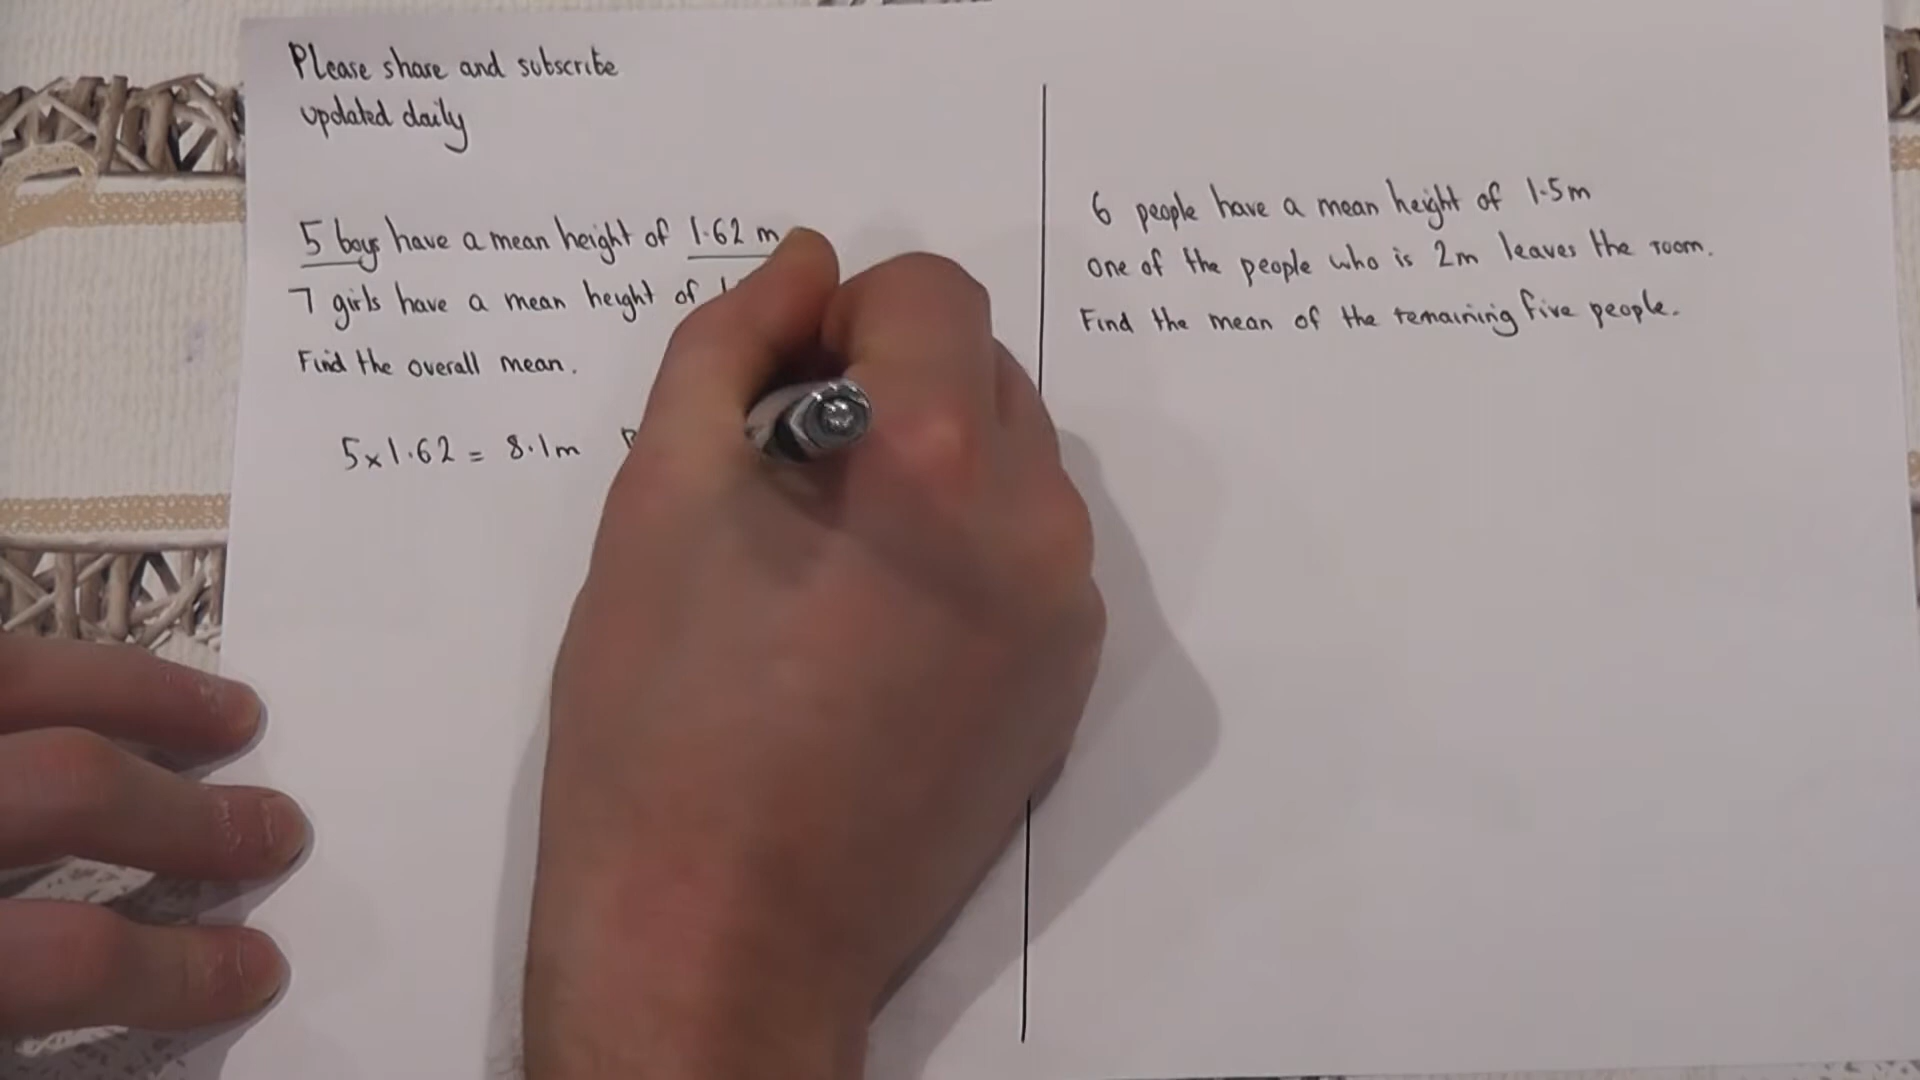 Please share and subscribe
updated daily
5 boys have a mean height of 1.62 m
7 girls have a mean height of
Find the overall mean.
5x1.62 = 8.1m
6 people have a mean height of 1.5m
one of the people who is 2m leaves the room.
Find the mean of the remaining five people.